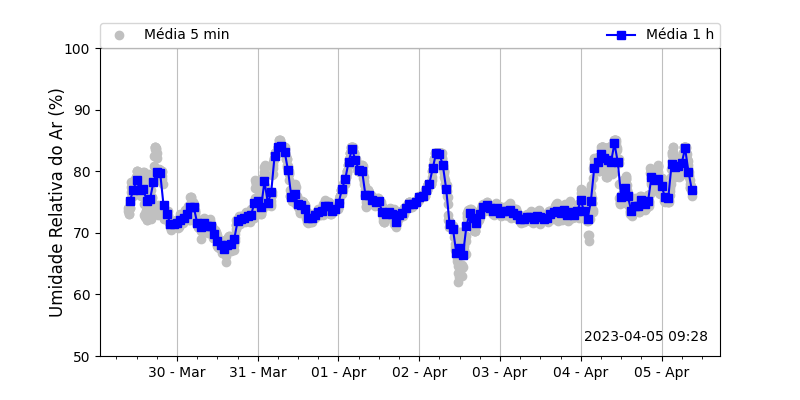 Média 5 min
Média 1 h
Umidade Relativa do Ar (%)
100
90
80
70
60
50
2023-04-05 09:28
30 - Mar
31 - Mar
01 - Apr
02 - Apr
03 - Apr
04 - Apr
05 - Apr